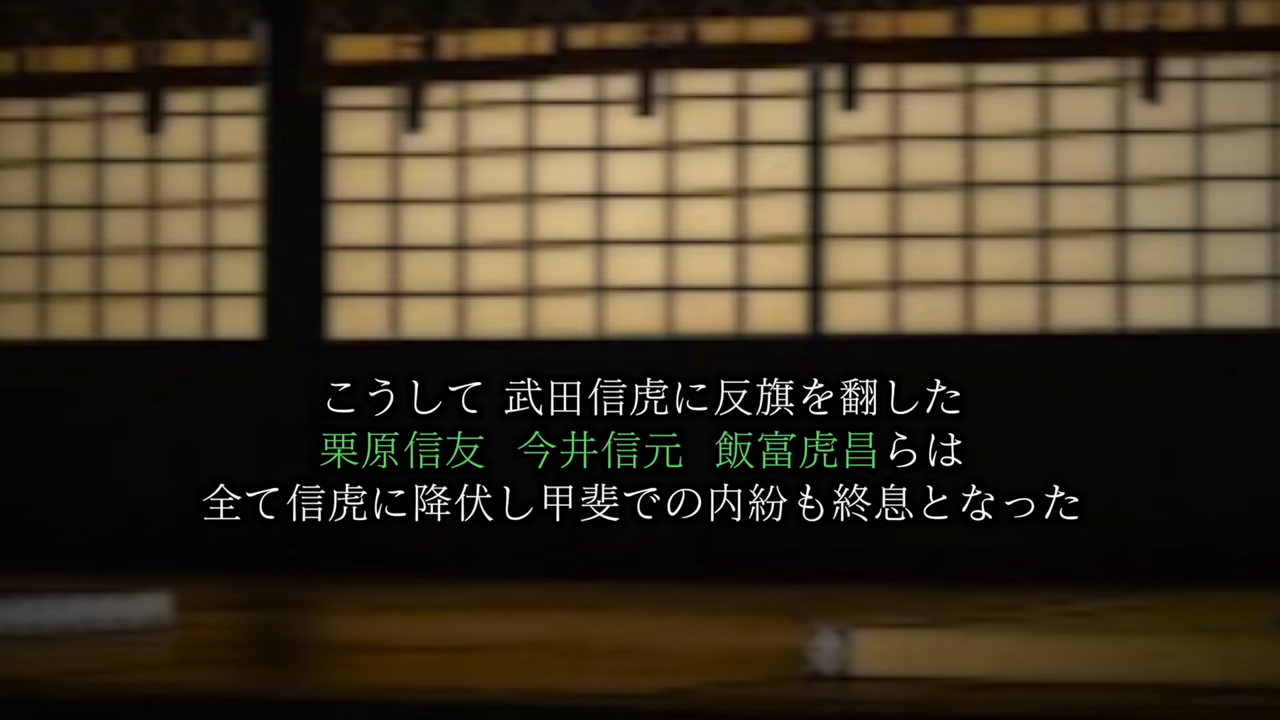 こうして 武田信虎に反旗を翻した
栗原信友 今井信元 飯富虎昌らは
全て信虎に降伏し甲斐での内紛も終息となった